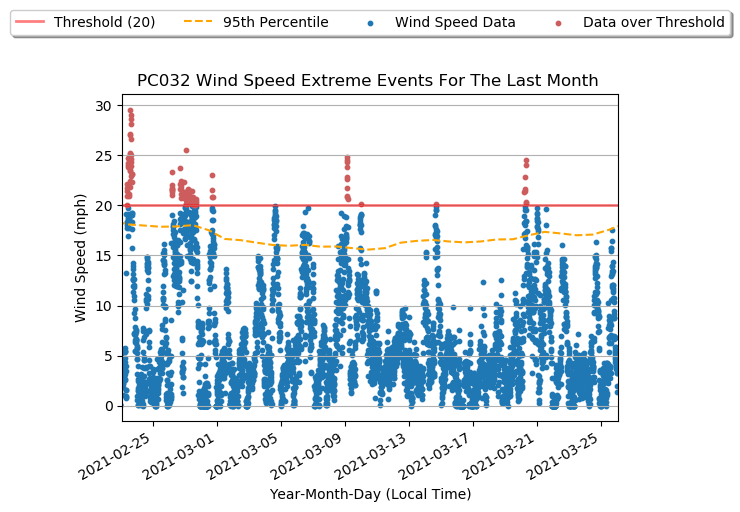 Threshold (20) 95th Percentile Wind Speed Data Data over Threshold
PC032 Wind Speed Extreme Events For The Last Month
30
25
20
15
10
5
0
Wind Speed (mph)
2021-02-25 2021-03-01 2021-03-05 2021-03-09 2021-03-13 2021-03-17 2021-03-21 2021-03-25
Year-Month-Day (Local Time)